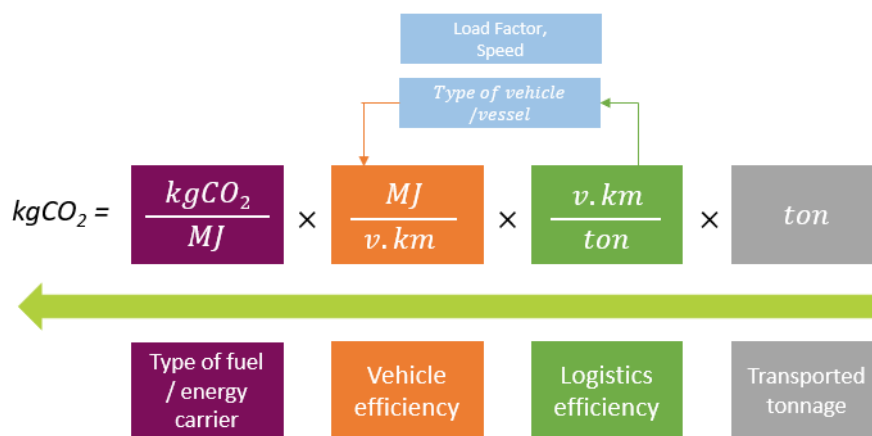 Load Factor,
Speed
Type of vehicle
/vessel
kgCO₂ = kgCO₂/MJ × MJ/v.km × v.km/ton × ton
Type of fuel
/ energy
carrier
Vehicle
efficiency
Logistics
efficiency
Transported
tonnage